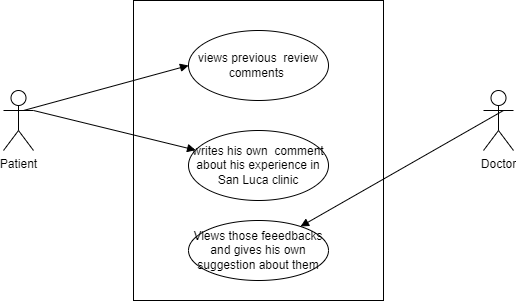 views previous  review
comments
writes his own  comment
about his experience in
San Luca clinic
Patient
Doctor
Views those feeedbacks
and gives his own
suggestion about them